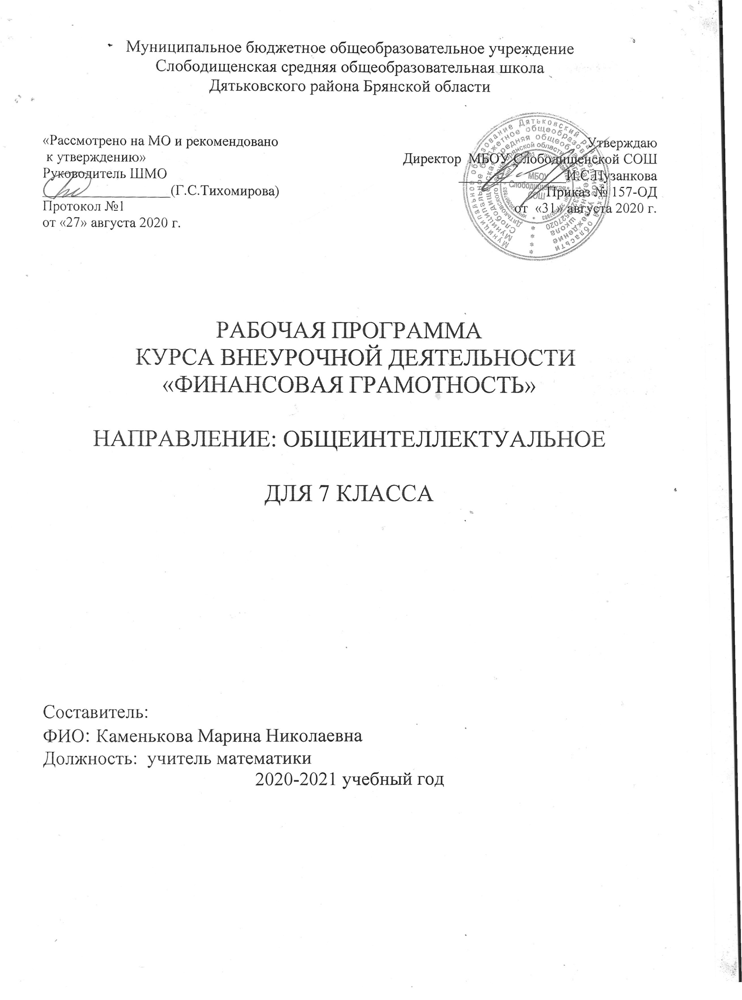 Муниципальное бюджетное общеобразовательное учреждение
Слободищенская средняя общеобразовательная школа
Дятьковского района Брянской области
«Рассмотрено на МО и рекомендовано
к утверждению»
Руководитель ШМО
(Г.С.Тихомирова)
Протокол №1
от «27» августа 2020 г.
Утверждаю
Директор МБОУ Слободищенской СОШ
И.С.Пузанкова
Приказ № 157-ОД
от «31» августа 2020 г.
МБОУ
Слободищенская
СОШ
РАБОЧАЯ ПРОГРАММА
КУРСА ВНЕУРОЧНОЙ ДЕЯТЕЛЬНОСТИ
«ФИНАНСОВАЯ ГРАМОТНОСТЬ»
НАПРАВЛЕНИЕ: ОБЩЕИНТЕЛЛЕКТУАЛЬНОЕ
ДЛЯ 7 КЛАССА
Составитель:
ФИО: Каменькова Марина Николаевна
Должность: учитель математики
2020-2021 учебный год